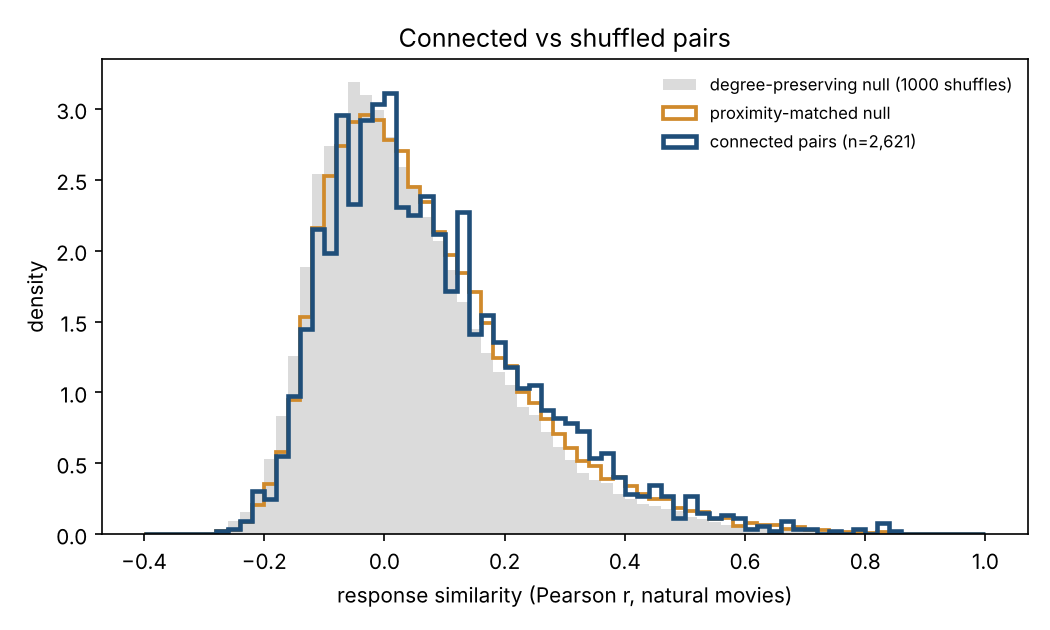 Connected vs shuffled pairs
degree-preserving null (1000 shuffles)
proximity-matched null
connected pairs (n=2,621)
density
3.0
2.5
2.0
1.5
1.0
0.5
0.0
−0.4 −0.2 0.0 0.2 0.4 0.6 0.8 1.0
response similarity (Pearson r, natural movies)